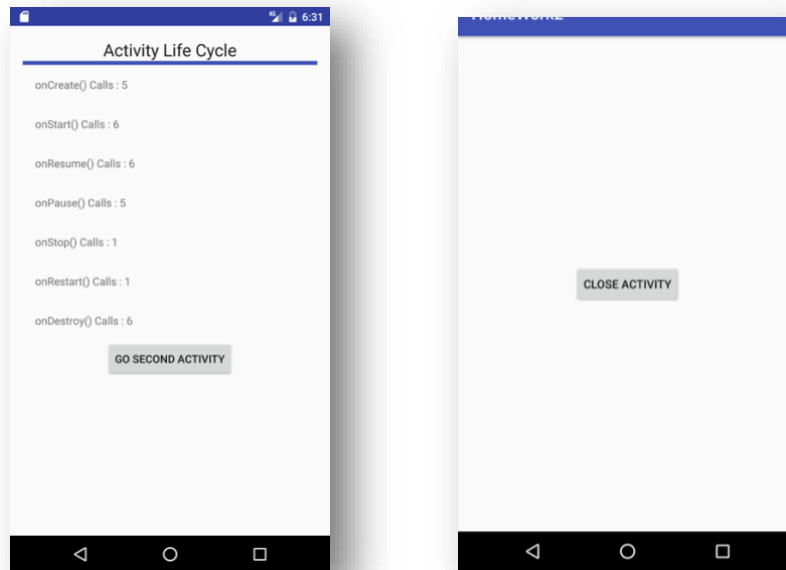 6:31
Activity Life Cycle
onCreate() Calls : 5
onStart() Calls : 6
onResume() Calls : 6
onPause() Calls : 5
onStop() Calls : 1
onRestart() Calls : 1
onDestroy() Calls : 6
GO SECOND ACTIVITY
HomeWork2
CLOSE ACTIVITY